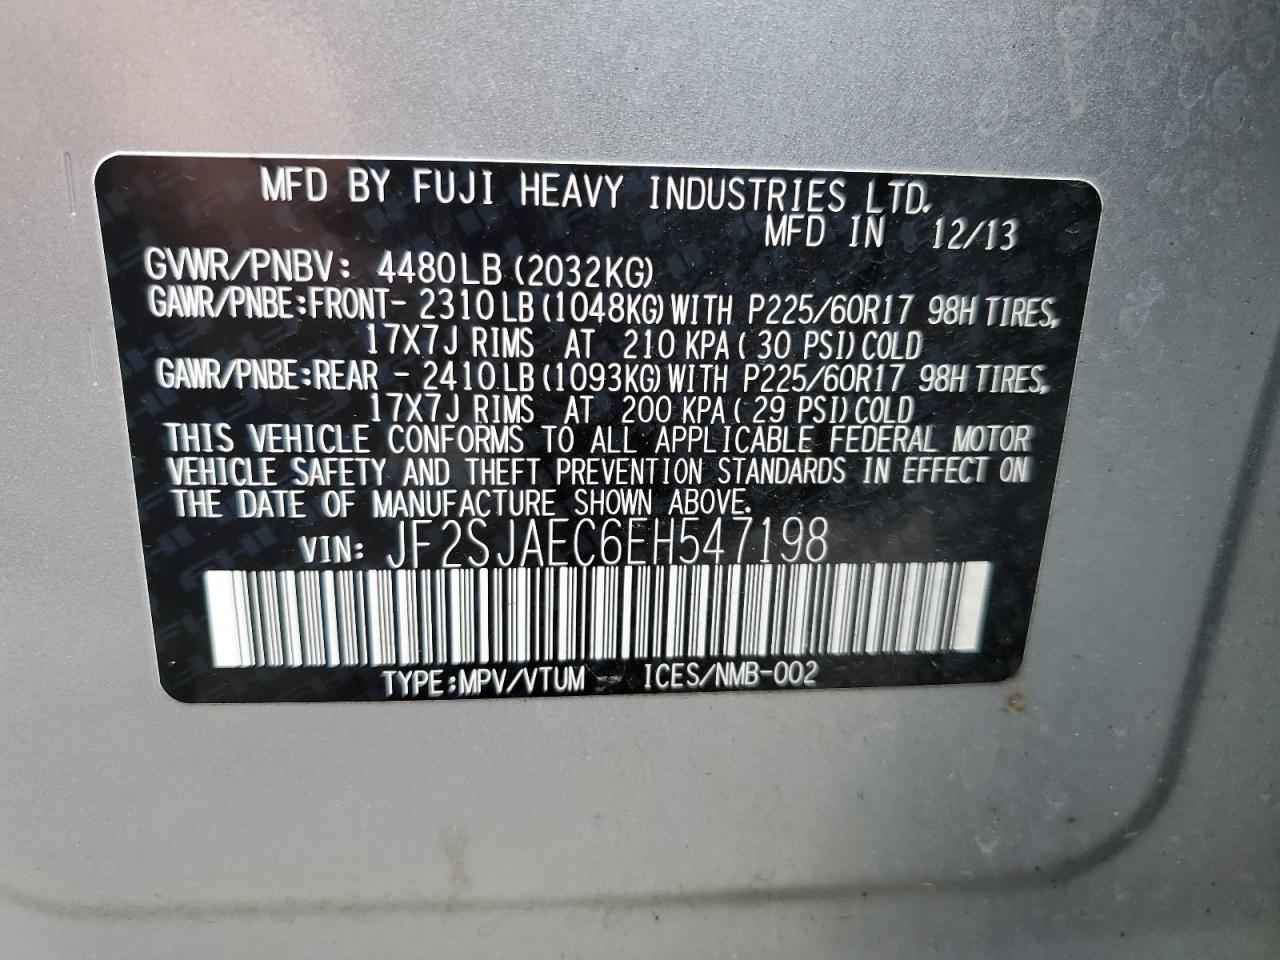 MFD BY FUJI HEAVY INDUSTRIES LTD.
MFD IN 12/13
GVWR/PNBV: 4480LB (2032KG)
GAWR/PNBE:FRONT- 2310 LB (1048KG) WITH P225/60R17 98H TIRES,
17X7J RIMS AT 210 KPA ( 30 PSI) COLD
GAWR/PNBE:REAR - 2410 LB (1093KG) WITH P225/60R17 98H TIRES,
17X7J RIMS AT 200 KPA ( 29 PSI) COLD
THIS VEHICLE CONFORMS TO ALL APPLICABLE FEDERAL MOTOR
VEHICLE SAFETY AND THEFT PREVENTION STANDARDS IN EFFECT ON
THE DATE OF MANUFACTURE SHOWN ABOVE.
VIN: JF2SJAEC6EH547198
TYPE:MPV/VTUM ICES/NMB-002